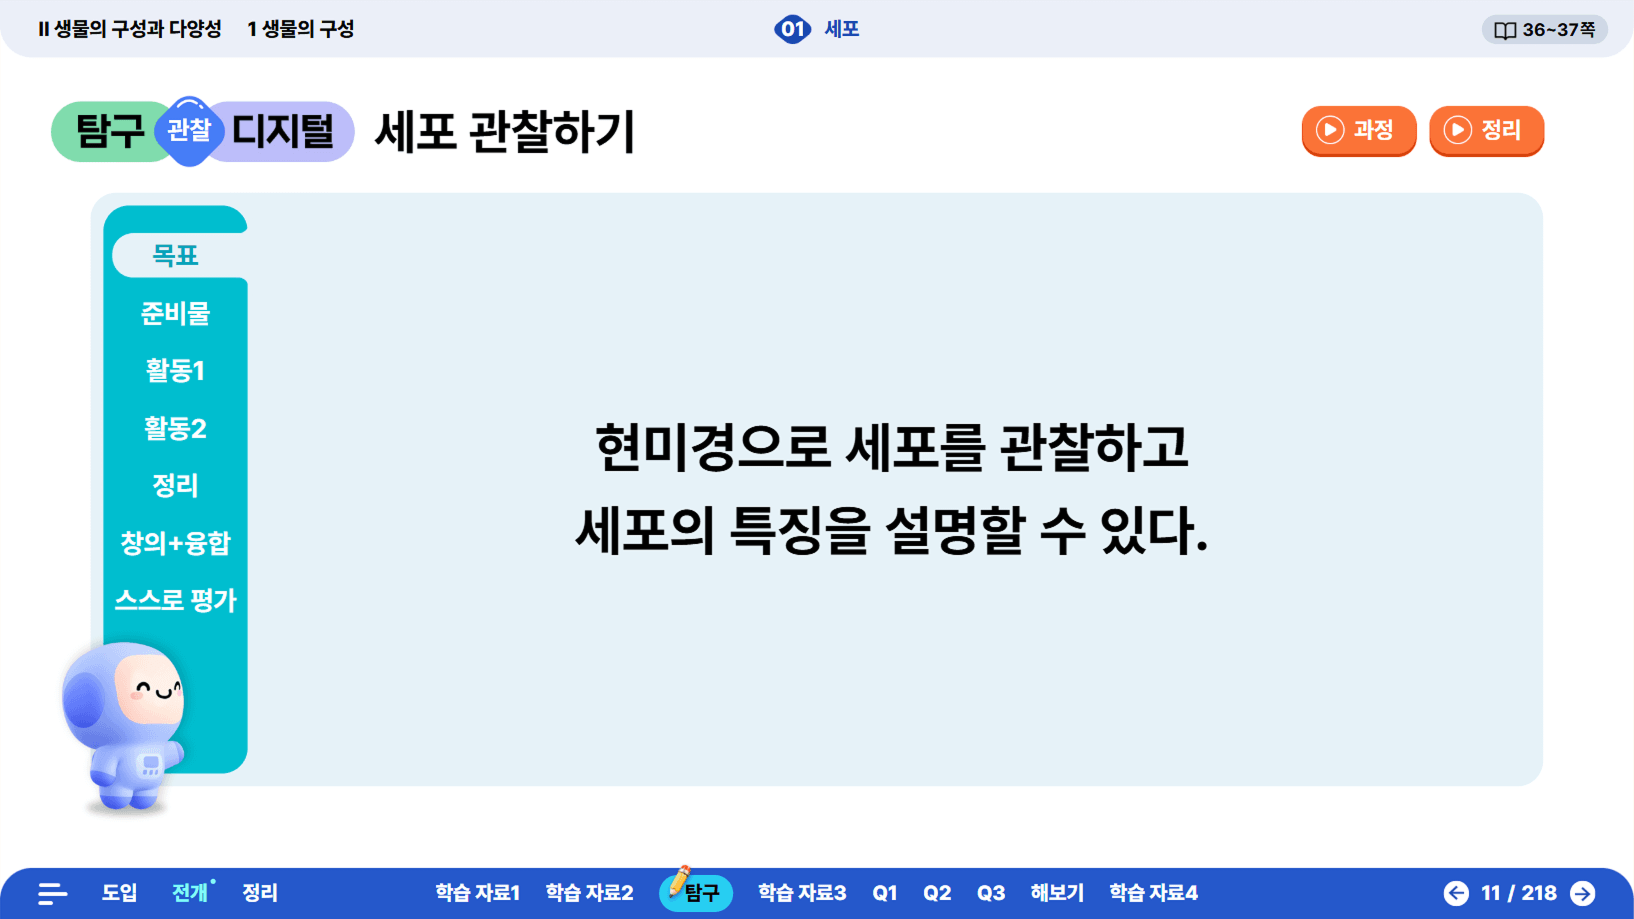 II 생물의 구성과 다양성 1 생물의 구성
01 세포
36~37쪽
탐구 관찰 디지털 세포 관찰하기
과정 정리
목표
준비물
활동1
활동2
정리
창의+융합
스스로 평가
현미경으로 세포를 관찰하고
세포의 특징을 설명할 수 있다.
도입 전개 정리 학습 자료1 학습 자료2 탐구 학습 자료3 Q1 Q2 Q3 해보기 학습 자료4 11 / 218